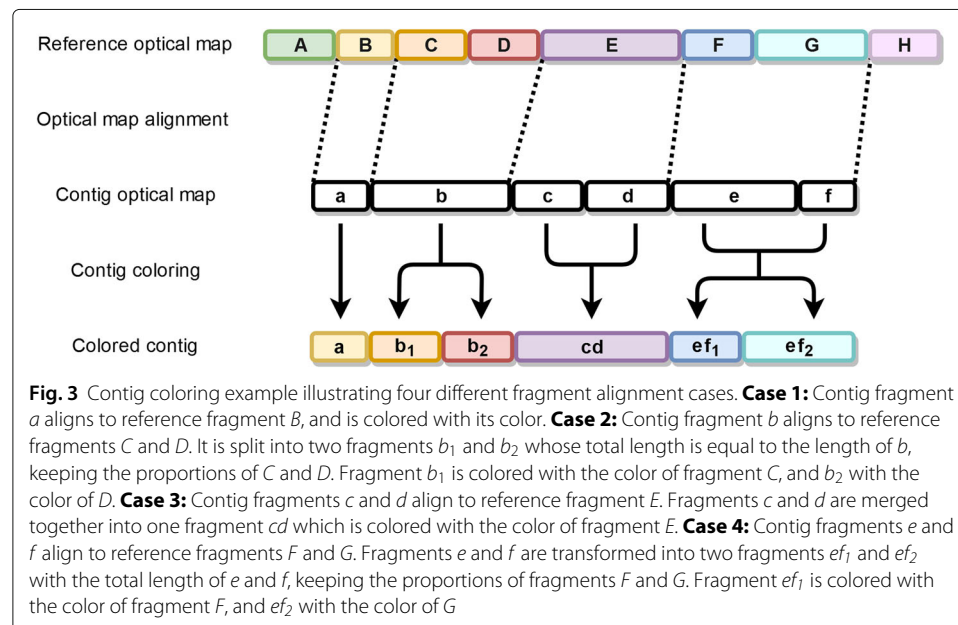 Reference optical map A B C D E F G H
Optical map alignment
Contig optical map a b c d e f
Contig coloring
Colored contig a b₁ b₂ cd ef₁ ef₂
Fig. 3 Contig coloring example illustrating four different fragment alignment cases. Case 1: Contig fragment
a aligns to reference fragment B, and is colored with its color. Case 2: Contig fragment b aligns to reference
fragments C and D. It is split into two fragments b₁ and b₂ whose total length is equal to the length of b,
keeping the proportions of C and D. Fragment b₁ is colored with the color of fragment C, and b₂ with the
color of D. Case 3: Contig fragments c and d align to reference fragment E. Fragments c and d are merged
together into one fragment cd which is colored with the color of fragment E. Case 4: Contig fragments e and
f align to reference fragments F and G. Fragments e and f are transformed into two fragments ef₁ and ef₂
with the total length of e and f, keeping the proportions of fragments F and G. Fragment ef₁ is colored with
the color of fragment F, and ef₂ with the color of G